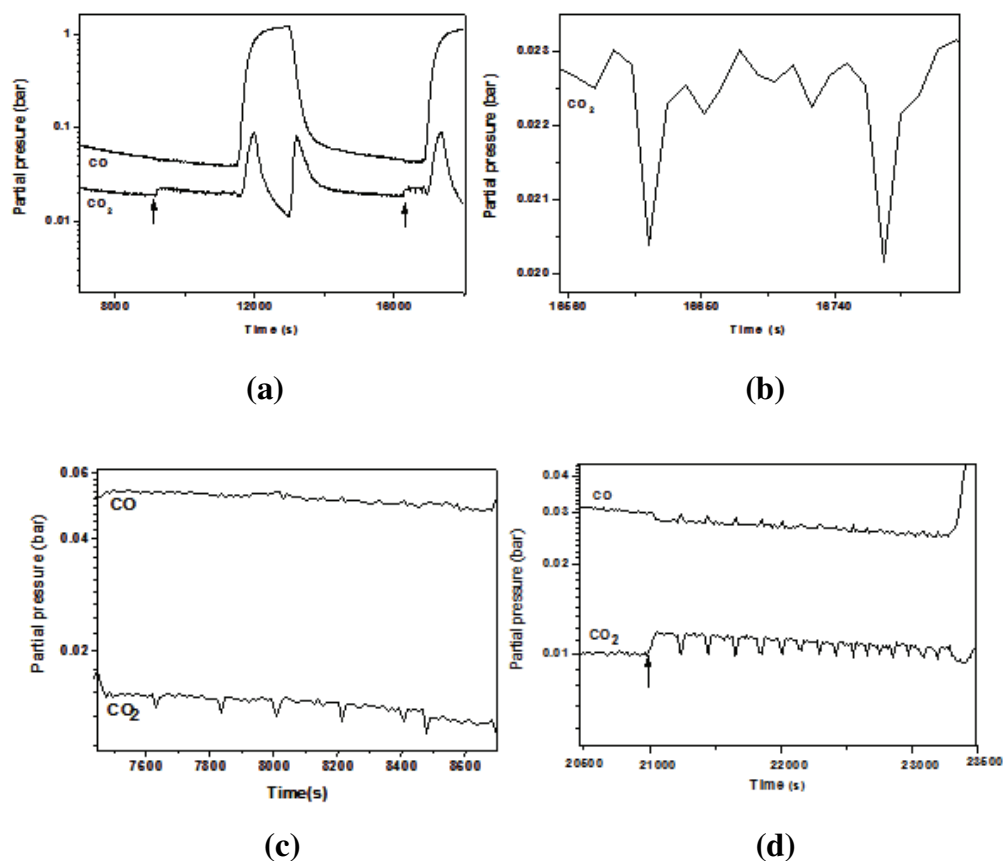 1
0.1
0.01
Partial presure (bar)
CO
CO2
8000 12000 16000
Time (s)
(a)
0.023
0.022
0.021
0.020
Partial pressure (bar)
CO2
16560 16650 16740
Time (s)
(b)
0.06
0.04
0.02
Partial pressure (bar)
CO
CO2
7600 7800 8000 8200 8400 8600
Time(s)
(c)
0.04
0.03
0.02
0.01
Partial pressure (bar)
CO
CO2
20500 21000 22000 23000 23500
Time (s)
(d)